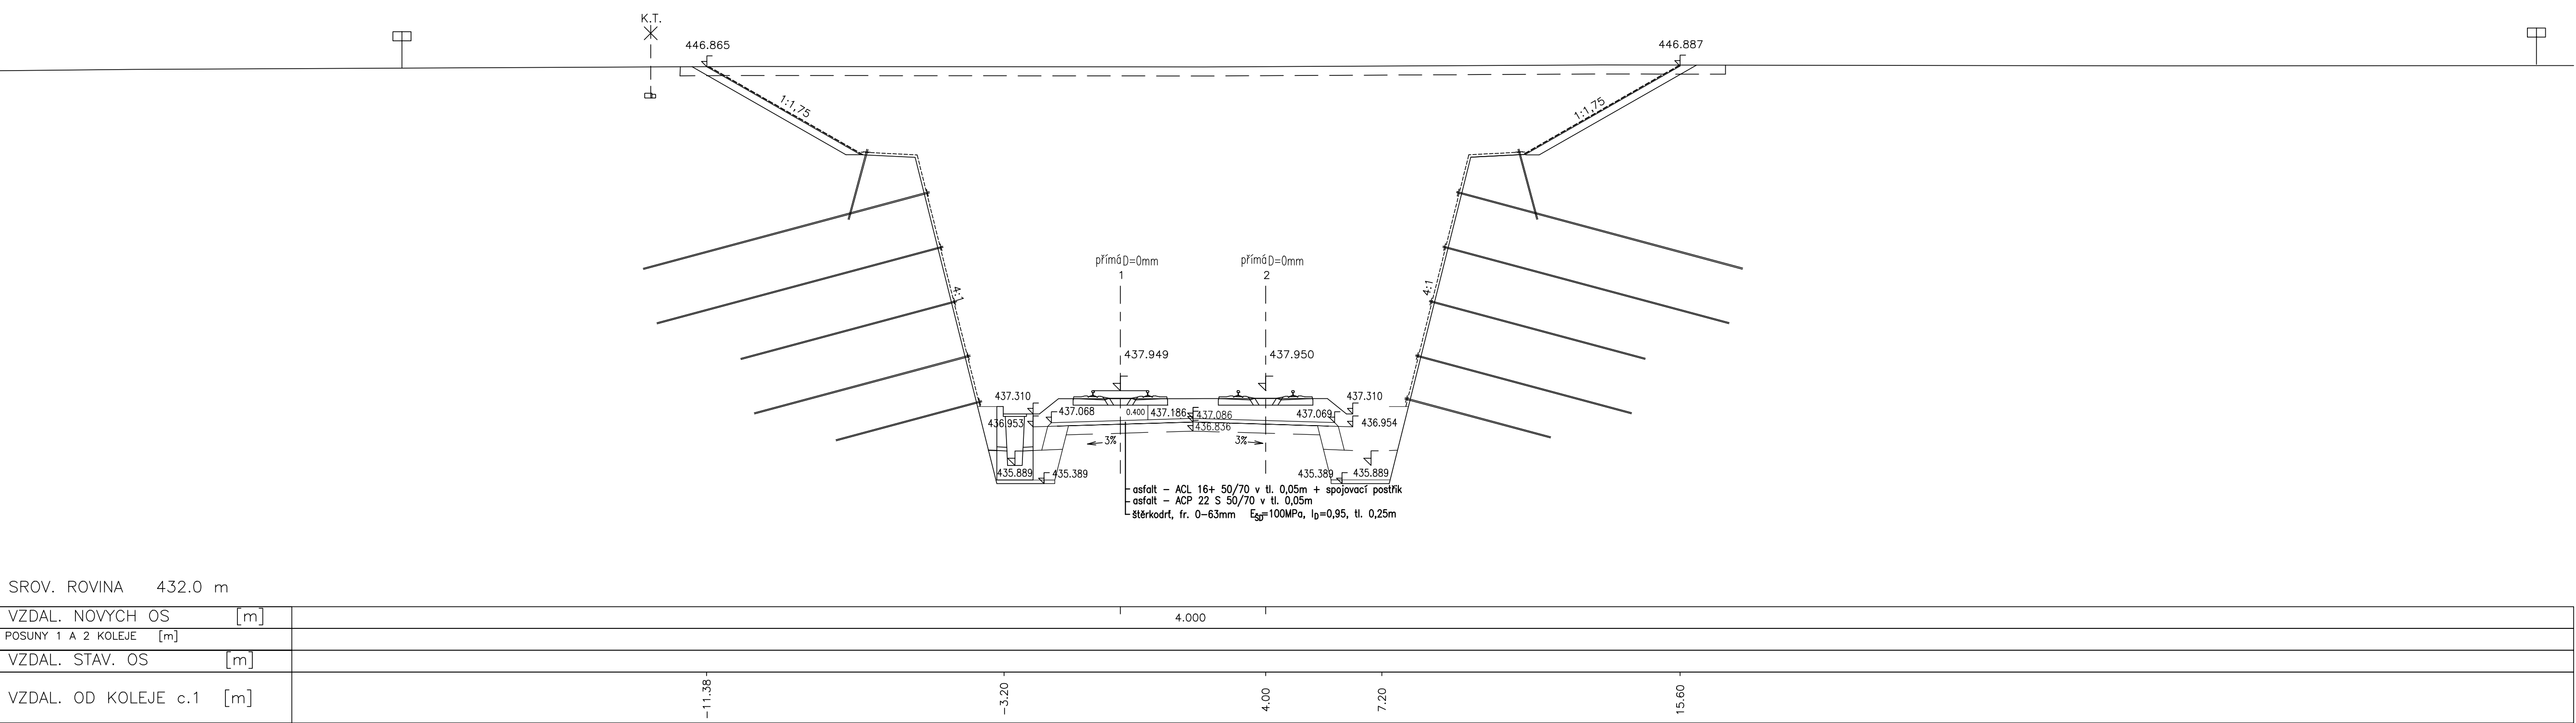 K.T.
446.865
446.887
1:1,75
1:1,75
přímá D=0mm
1
přímá D=0mm
2
4:1
4:1
437.949
437.950
437.310
437.310
437.068
0.400
437.186
437.086
437.069
436.953
436.836
436.954
3%
3%
435.889
435.389
435.389
435.889
asfalt – ACL 16+ 50/70 v tl. 0,05m + spojovací postřik
asfalt – ACP 22 S 50/70 v tl. 0,05m
štěrkodrť, fr. 0–63mm EŠD=100MPa, ID=0,95, tl. 0,25m
SROV. ROVINA 432.0 m
VZDAL. NOVYCH OS [m]
4.000
POSUNY 1 A 2 KOLEJE [m]
VZDAL. STAV. OS [m]
VZDAL. OD KOLEJE c.1 [m]
-11.38
-3.20
4.00
7.20
15.60